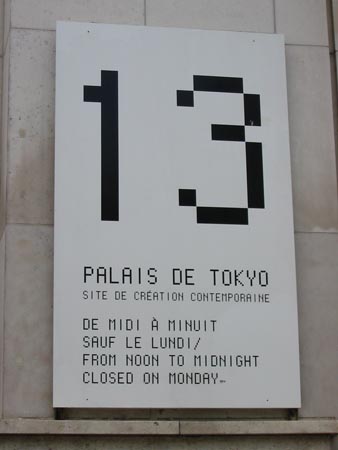 13
PALAIS DE TOKYO
SITE DE CRÉATION CONTEMPORAINE
DE MIDI À MINUIT
SAUF LE LUNDI/
FROM NOON TO MIDNIGHT
CLOSED ON MONDAY